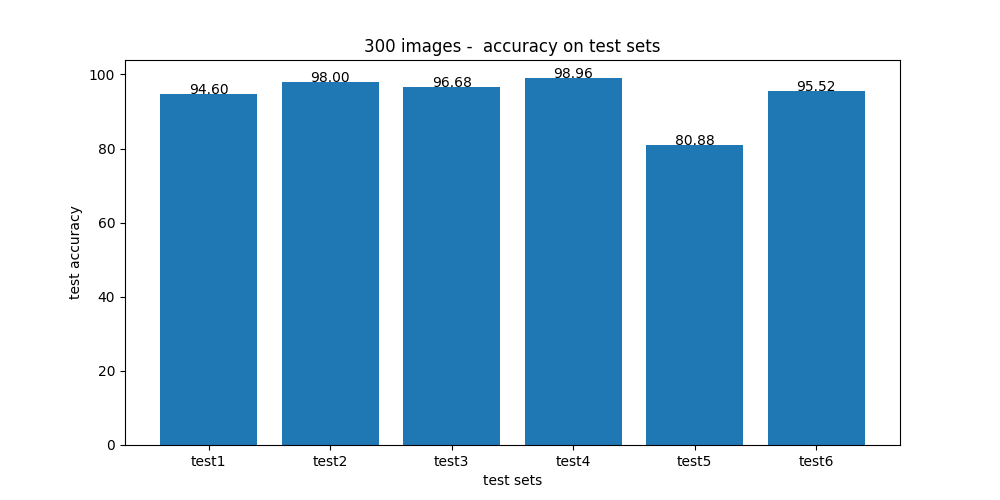 300 images -  accuracy on test sets
100
80
60
40
20
0
test accuracy
94.60
98.00
96.68
98.96
80.88
95.52
test1
test2
test3
test4
test5
test6
test sets